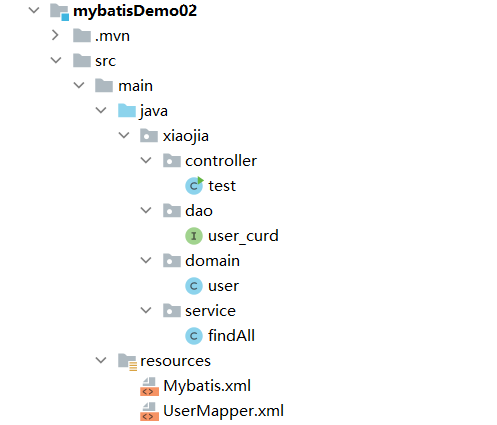 mybatisDemo02
.mvn
src
main
java
xiaojia
controller
C test
dao
I user_curd
domain
C user
service
C findAll
resources
Mybatis.xml
UserMapper.xml